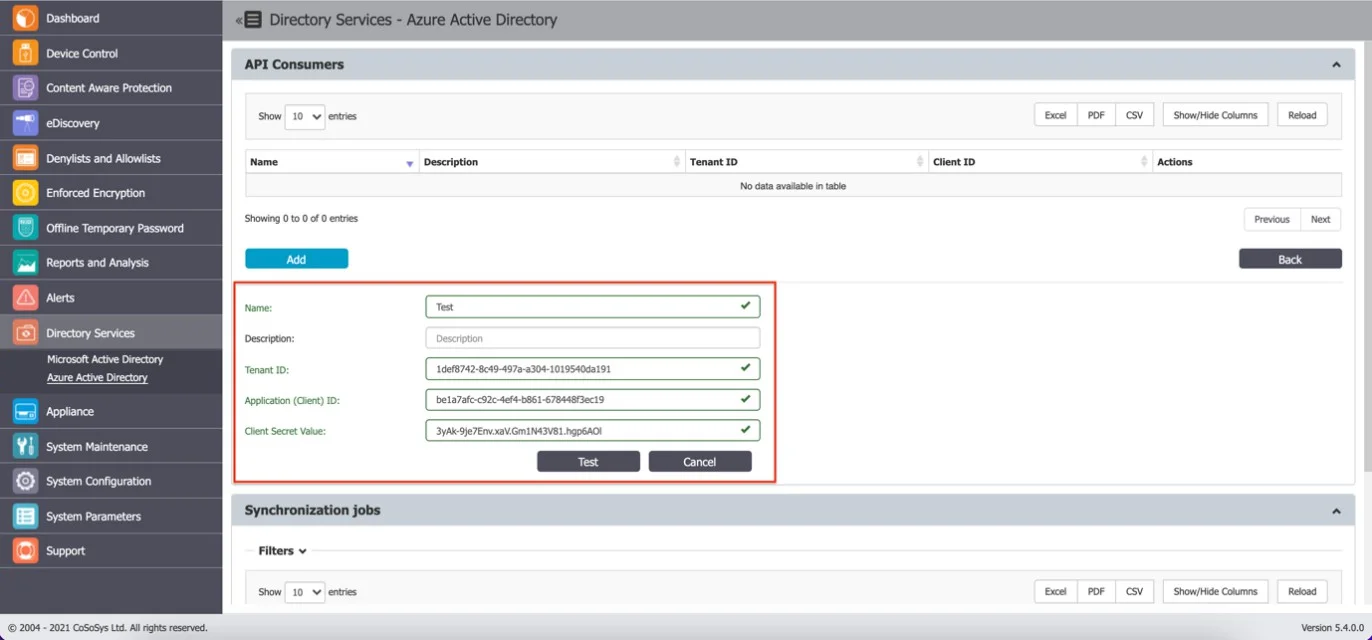 Dashboard
Device Control
Content Aware Protection
eDiscovery
Denylists and Allowlists
Enforced Encryption
Offline Temporary Password
Reports and Analysis
Alerts
Directory Services
Microsoft Active Directory
Azure Active Directory
Appliance
System Maintenance
System Configuration
System Parameters
Support
Directory Services - Azure Active Directory
API Consumers
Show 10 entries Excel PDF CSV Show/Hide Columns Reload
Name Description Tenant ID Client ID Actions
No data available in table
Showing 0 to 0 of 0 entries Previous Next
Add Back
Name: Test
Description: Description
Tenant ID: 1def8742-8c49-497a-a304-1019540da191
Application (Client) ID: be1a7afc-c92c-4ef4-b861-678448f3ec19
Client Secret Value: 3yAk-9je7Env.xaV.Gm1N43V81.hgp6AOl
Test Cancel
Synchronization jobs
Filters
Show 10 entries Excel PDF CSV Show/Hide Columns Reload
© 2004 - 2021 CoSoSys Ltd. All rights reserved. Version 5.4.0.0